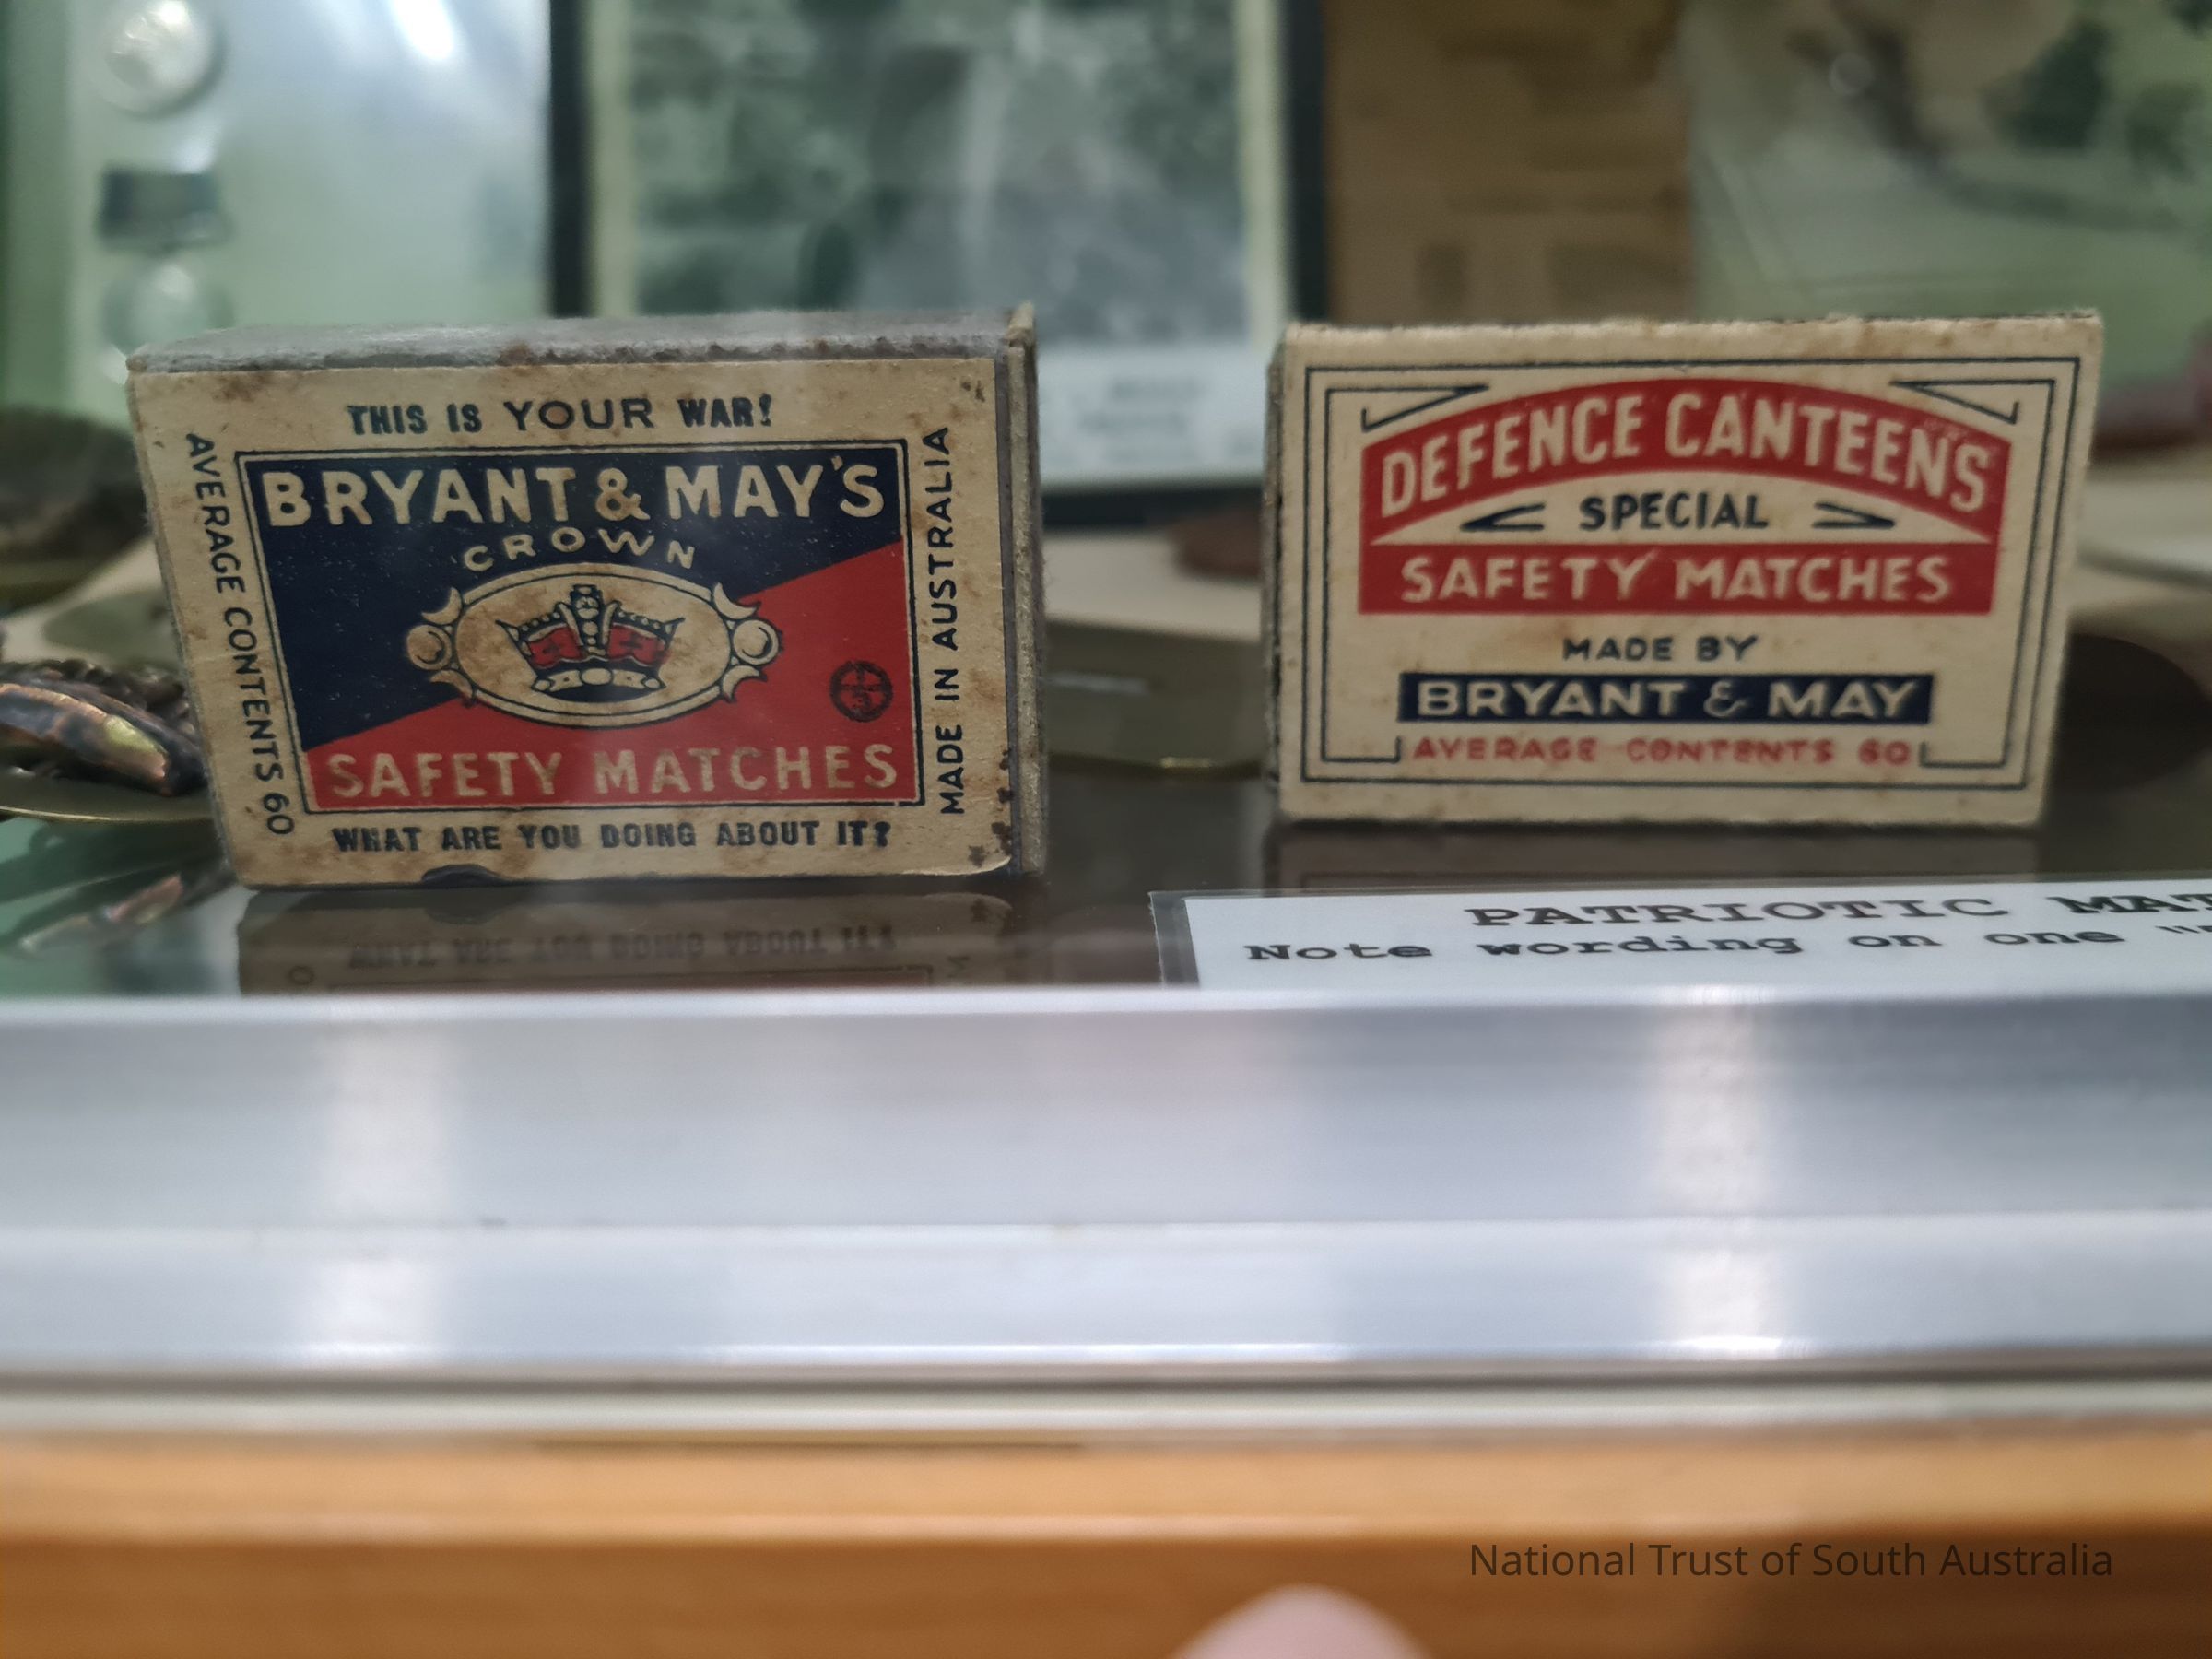 THIS IS YOUR WAR!
AVERAGE CONTENTS 60
BRYANT & MAY'S
CROWN
SAFETY MATCHES
MADE IN AUSTRALIA
WHAT ARE YOU DOING ABOUT IT?
DEFENCE CANTEENS
SPECIAL
SAFETY MATCHES
MADE BY
BRYANT & MAY
AVERAGE CONTENTS 60
PATRIOTIC MAT
Note wording on one "
National Trust of South Australia